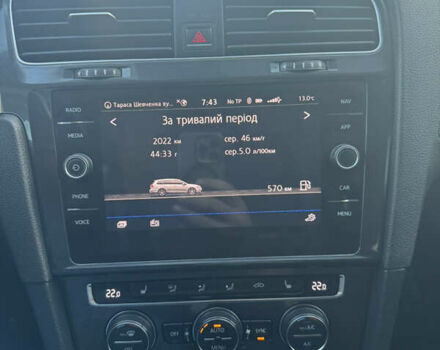 RADIO
MEDIA
PHONE
VOICE
Тараса Шевченка ву... 7:43 No TP 13.0°C
< За тривалий період >
2022 км сер. 46 км/г
44:33 г сер.5.0 л/100км
570 км
NAV
APP
CAR
MENU
22.0 22.0
OFF AUTO SYNC A/C
MENU A/C